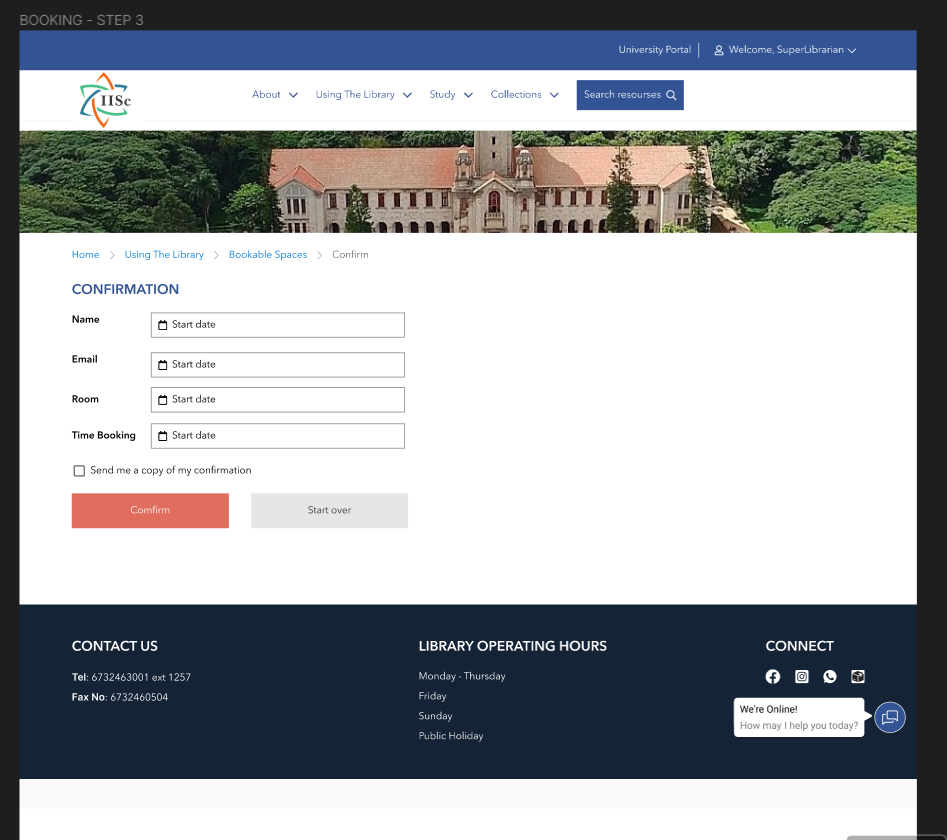 BOOKING - STEP 3
University Portal
Welcome, SuperLibrarian
IISc
About Using The Library Study Collections Search resourses
Home > Using The Library > Bookable Spaces > Confirm
CONFIRMATION
Name Start date
Email Start date
Room Start date
Time Booking Start date
Send me a copy of my confirmation
Comfirm Start over
CONTACT US
Tel: 6732463001 ext 1257
Fax No: 6732460504
LIBRARY OPERATING HOURS
Monday - Thursday
Friday
Sunday
Public Holiday
CONNECT
We're Online!
How may I help you today?